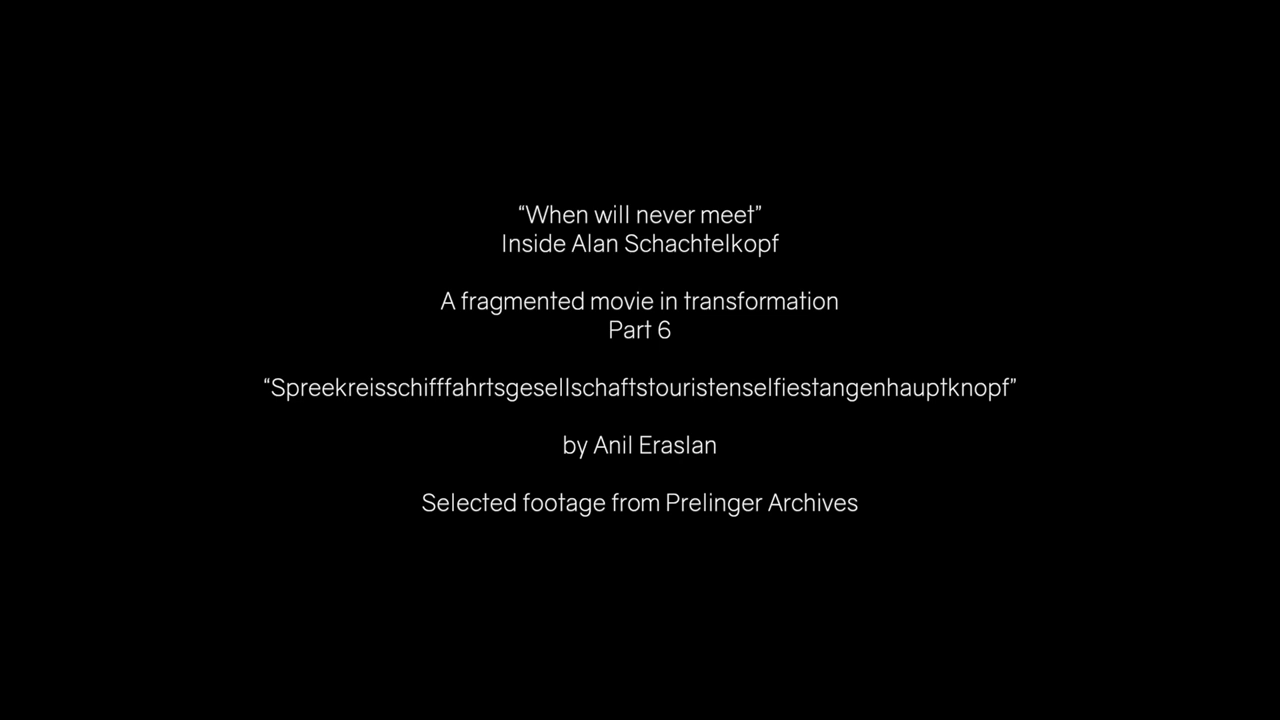 “When will never meet”
Inside Alan Schachtelkopf
A fragmented movie in transformation
Part 6
“Spreekreisschifffahrtsgesellschaftstouristenselfiestangenhauptknopf”
by Anil Eraslan
Selected footage from Prelinger Archives